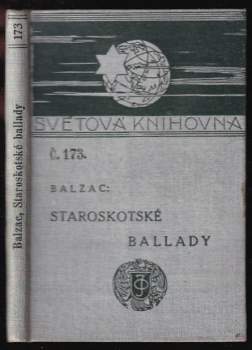 173
Balzac, Staroskotské ballady
SVĚTOVÁ KNIHOVNA
Č. 173.
BALZAC:
STAROSKOTSKÉ
BALLADY